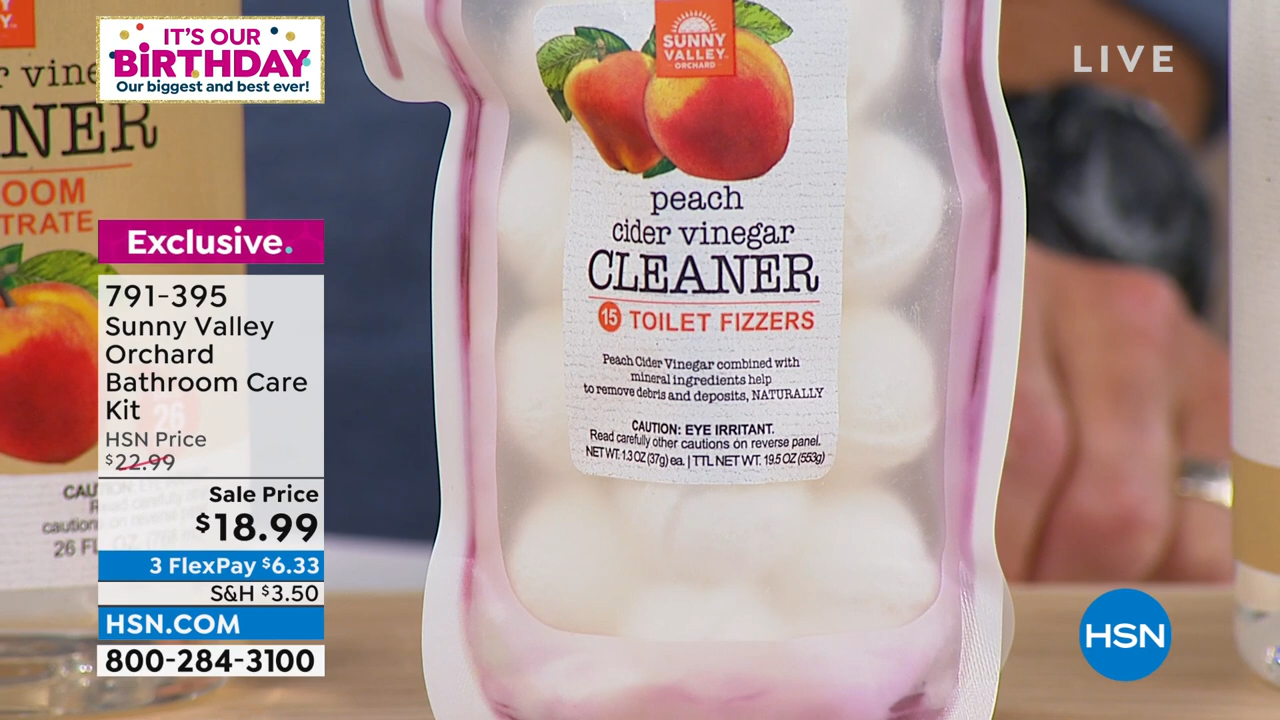 IT'S OUR
BiRTHDAY
Our biggest and best ever!
LIVE
Exclusive.
791-395
Sunny Valley
Orchard
Bathroom Care
Kit
HSN Price
$22.99
Sale Price
$18.99
3 FlexPay $6.33
S&H $3.50
HSN.COM
800-284-3100
SUNNY
VALLEY
ORCHARD
peach
cider vinegar
CLEANER
15 TOILET FIZZERS
Peach Cider Vinegar combined with
mineral ingredients help
to remove debris and deposits, NATURALLY
CAUTION: EYE IRRITANT.
Read carefully other cautions on reverse panel.
NET WT. 1.3 OZ (37g) ea. | TTL NET WT. 19.5 OZ (553g)
r vine
NER
OOM
TRATE
26
CAU
caution
26 FL
HSN